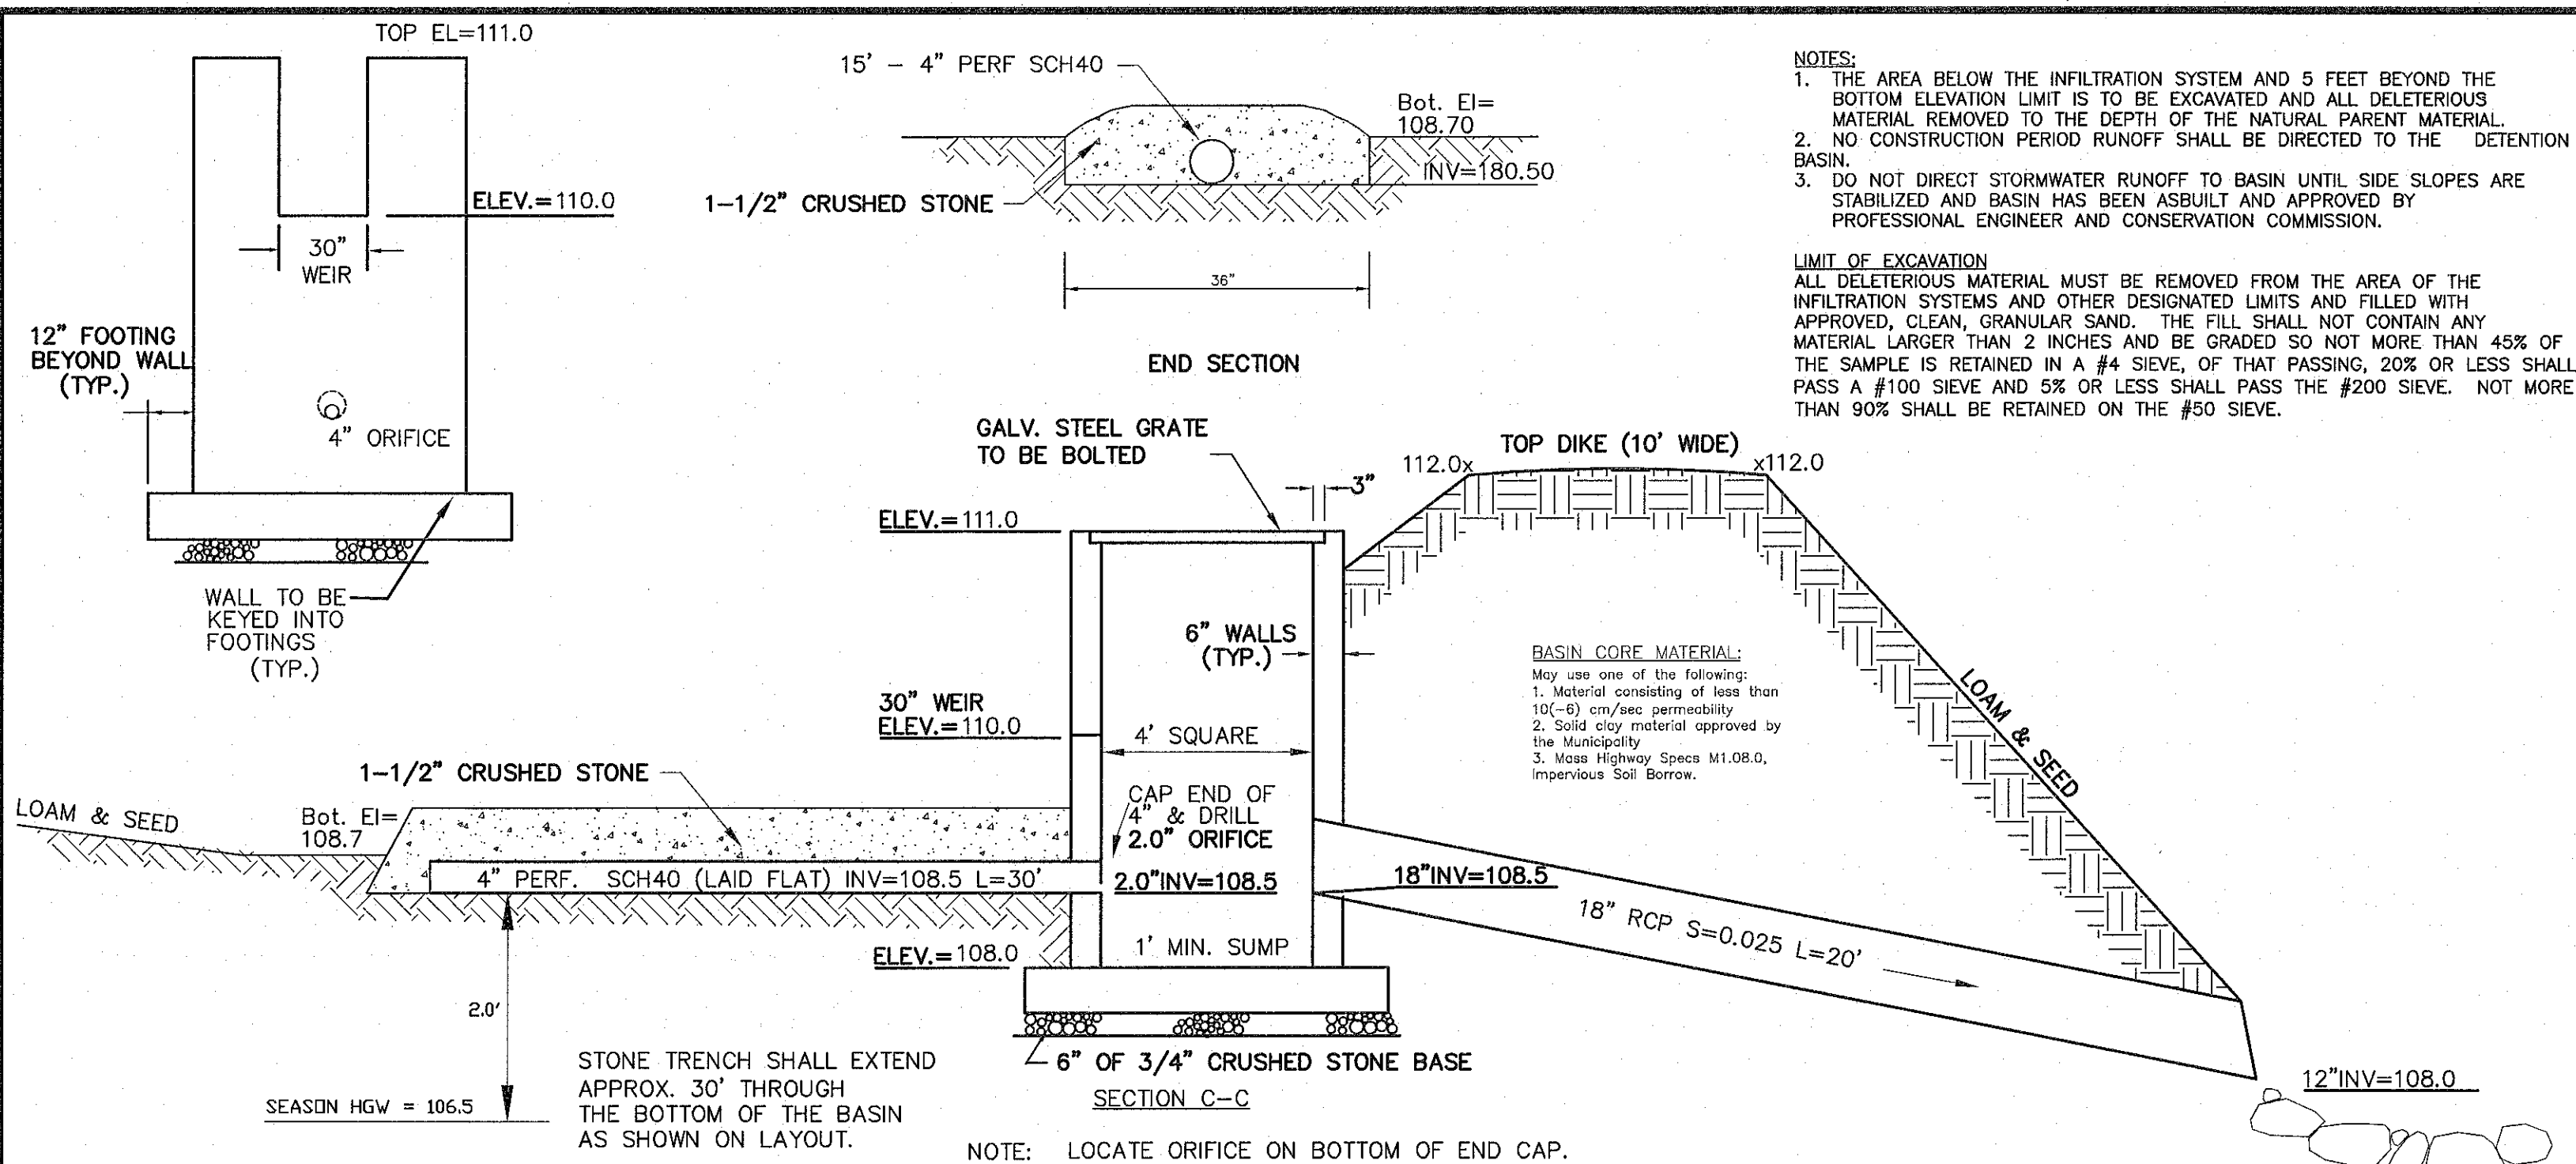 TOP EL=111.0
ELEV.=110.0
30"
WEIR
12" FOOTING
BEYOND WALL
(TYP.)
4" ORIFICE
WALL TO BE
KEYED INTO
FOOTINGS
(TYP.)
15' - 4" PERF SCH40
Bot. El=
108.70
INV=180.50
1-1/2" CRUSHED STONE
36"
END SECTION
NOTES:
1. THE AREA BELOW THE INFILTRATION SYSTEM AND 5 FEET BEYOND THE
BOTTOM ELEVATION LIMIT IS TO BE EXCAVATED AND ALL DELETERIOUS
MATERIAL REMOVED TO THE DEPTH OF THE NATURAL PARENT MATERIAL.
2. NO CONSTRUCTION PERIOD RUNOFF SHALL BE DIRECTED TO THE DETENTION
BASIN.
3. DO NOT DIRECT STORMWATER RUNOFF TO BASIN UNTIL SIDE SLOPES ARE
STABILIZED AND BASIN HAS BEEN ASBUILT AND APPROVED BY
PROFESSIONAL ENGINEER AND CONSERVATION COMMISSION.
LIMIT OF EXCAVATION
ALL DELETERIOUS MATERIAL MUST BE REMOVED FROM THE AREA OF THE
INFILTRATION SYSTEMS AND OTHER DESIGNATED LIMITS AND FILLED WITH
APPROVED, CLEAN, GRANULAR SAND. THE FILL SHALL NOT CONTAIN ANY
MATERIAL LARGER THAN 2 INCHES AND BE GRADED SO NOT MORE THAN 45% OF
THE SAMPLE IS RETAINED IN A #4 SIEVE, OF THAT PASSING, 20% OR LESS SHALL
PASS A #100 SIEVE AND 5% OR LESS SHALL PASS THE #200 SIEVE. NOT MORE
THAN 90% SHALL BE RETAINED ON THE #50 SIEVE.
GALV. STEEL GRATE
TO BE BOLTED
3"
TOP DIKE (10' WIDE)
112.0x
x112.0
ELEV.=111.0
6" WALLS
(TYP.)
30" WEIR
ELEV.=110.0
4' SQUARE
BASIN CORE MATERIAL:
May use one of the following:
1. Material consisting of less than
10(-6) cm/sec permeability
2. Solid clay material approved by
the Municipality
3. Mass Highway Specs M1.08.0,
Impervious Soil Borrow.
LOAM & SEED
1-1/2" CRUSHED STONE
CAP END OF
4" & DRILL
2.0" ORIFICE
LOAM & SEED
Bot. El=
108.7
4" PERF. SCH40 (LAID FLAT) INV=108.5 L=30'
2.0"INV=108.5
18"INV=108.5
18" RCP S=0.025 L=20'
ELEV.=108.0
1' MIN. SUMP
2.0'
6" OF 3/4" CRUSHED STONE BASE
SECTION C-C
STONE TRENCH SHALL EXTEND
APPROX. 30' THROUGH
THE BOTTOM OF THE BASIN
AS SHOWN ON LAYOUT.
SEASON HGW = 106.5
12"INV=108.0
NOTE: LOCATE ORIFICE ON BOTTOM OF END CAP.